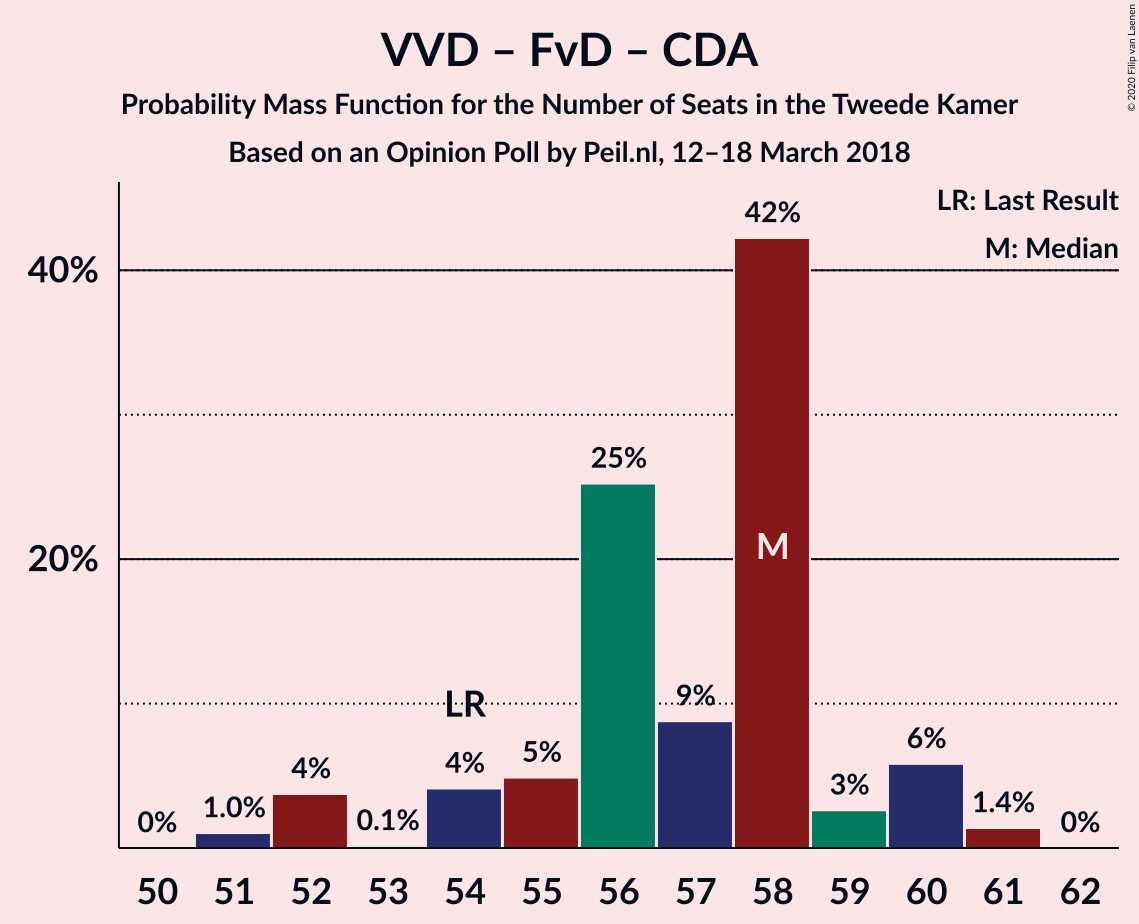 VVD – FvD – CDA
Probability Mass Function for the Number of Seats in the Tweede Kamer
Based on an Opinion Poll by Peil.nl, 12–18 March 2018
© 2020 Filip van Laenen
LR: Last Result
M: Median
40%
20%
0%
1.0%
4%
0.1%
LR
4%
5%
25%
9%
42%
M
3%
6%
1.4%
0%
50 51 52 53 54 55 56 57 58 59 60 61 62